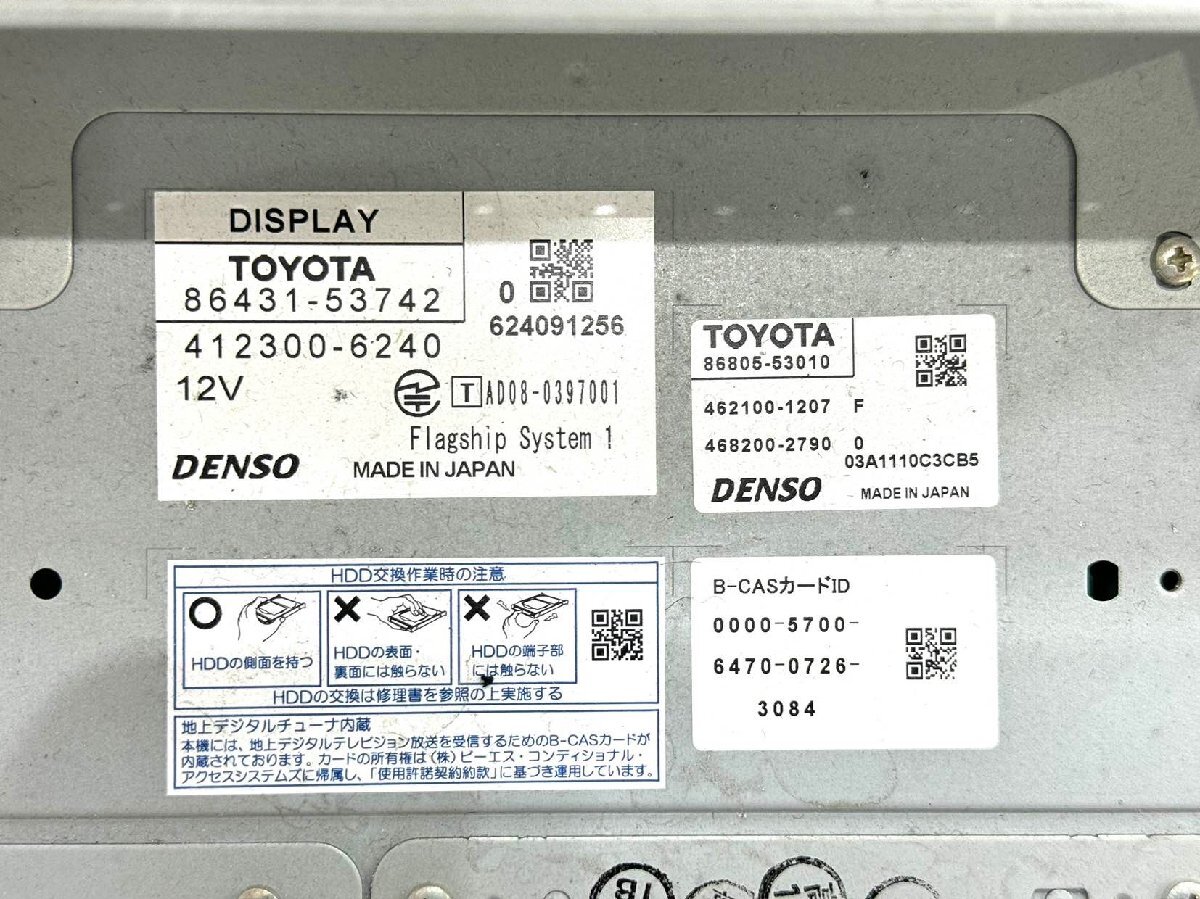 DISPLAY
TOYOTA
86431-53742
0
624091256
412300-6240
12V
T AD08-0397001
Flagship System 1
DENSO
MADE IN JAPAN
TOYOTA
86805-53010
462100-1207 F
468200-2790 0
03A1110C3CB5
DENSO
MADE IN JAPAN
HDD交換作業時の注意
HDDの側面を持つ
HDDの表面・
裏面には触らない
HDDの端子部
には触らない
HDDの交換は修理書を参照の上実施する
地上デジタルチューナ内蔵
本機には、地上デジタルテレビジョン放送を受信するためのB-CASカードが
内蔵されております。カードの所有権は(株)ビーエス・コンディショナル・
アクセスシステムズに帰属し、「使用許諾契約約款」に基づき運用しています。
B-CASカードID
0000-5700-
6470-0726-
3084